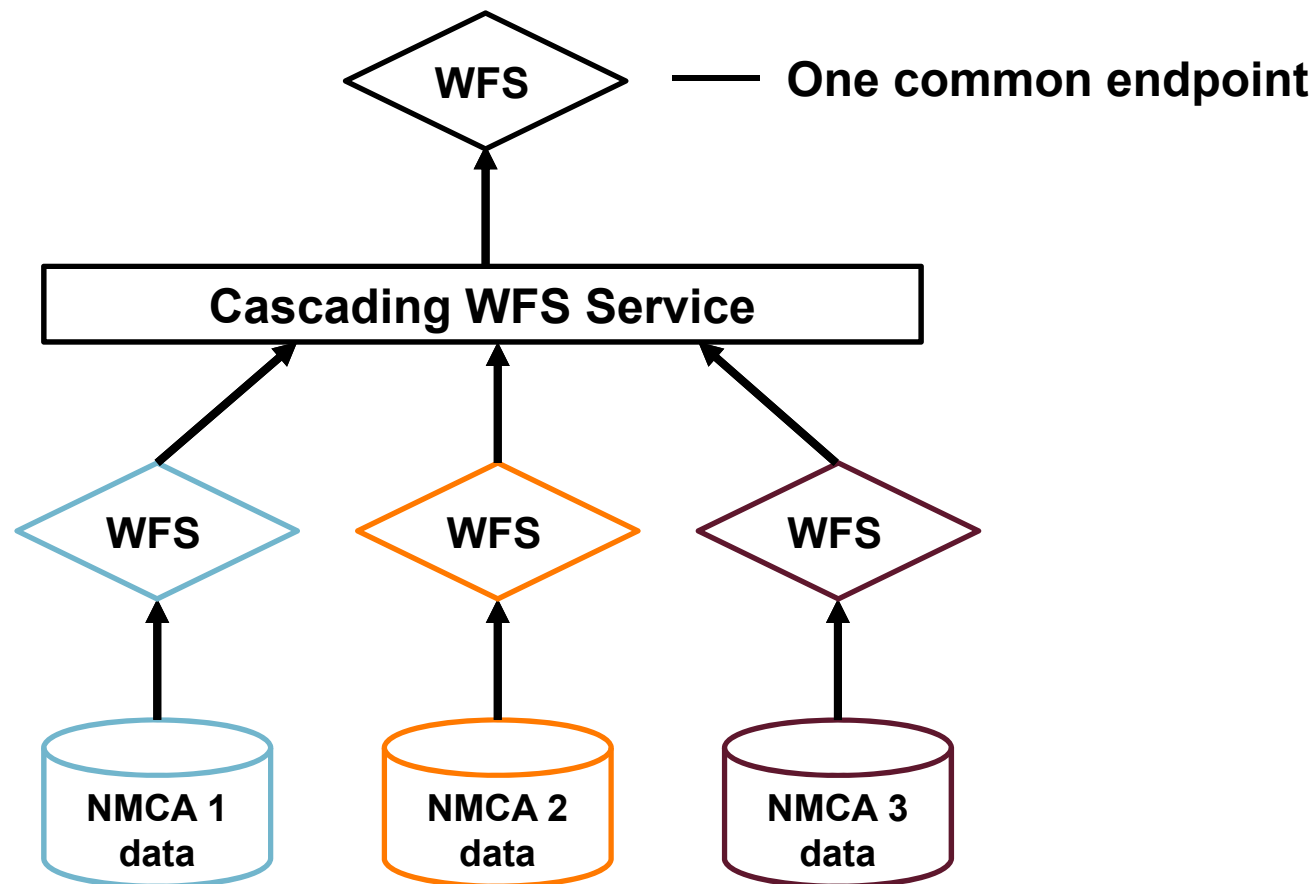 WFS
One common endpoint
Cascading WFS Service
WFS
WFS
WFS
NMCA 1
data
NMCA 2
data
NMCA 3
data